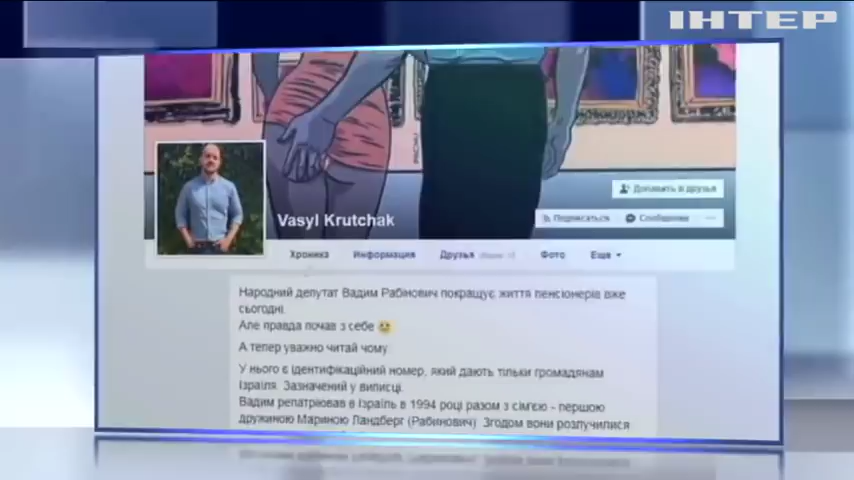 ІНТЕР
Добавить в друзья
Vasyl Krutchak
Подписаться
Сообщение
Хроника Информация Друзья Фото Еще
Народний депутат Вадим Рабінович покращує життя пенсіонерів вже
сьогодні.
Але правда почав з себе
А тепер уважно читай чому
У нього є ідентифікаційний номер, який дають тільки громадянам
Ізраїля. Зазначений у виписці.
Вадим репатріював в Ізраїль в 1994 році разом з сім'єю - першою
дружиною Мариною Ландберг (Рабинович). Згодом вони розлучилися